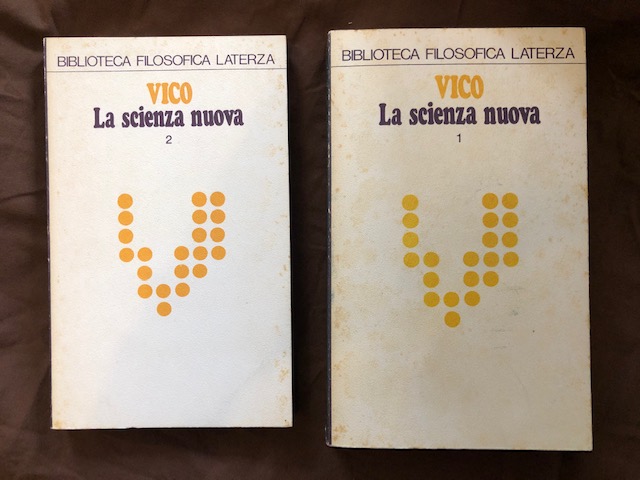 BIBLIOTECA FILOSOFICA LATERZA
VICO
La scienza nuova
2
BIBLIOTECA FILOSOFICA LATERZA
VICO
La scienza nuova
1